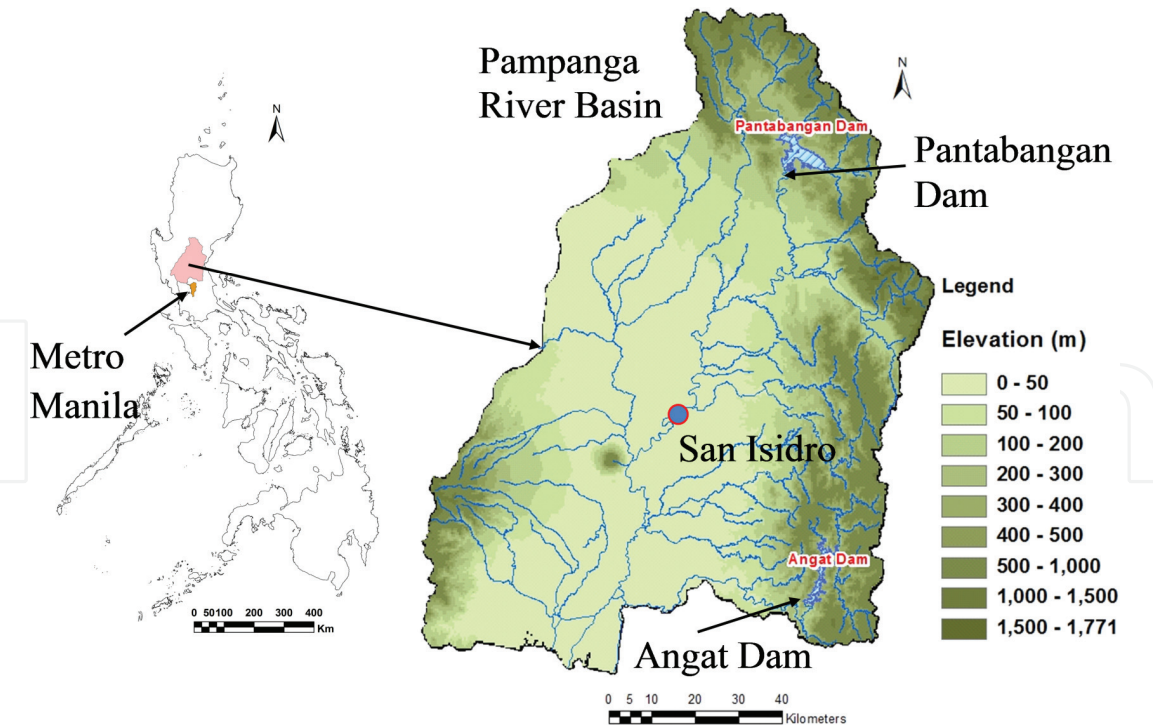 Pampanga
River Basin
N
N
Pantabangan Dam
Pantabangan
Dam
Metro
Manila
San Isidro
Angat Dam
Angat Dam
Legend
Elevation (m)
0 - 50
50 - 100
100 - 200
200 - 300
300 - 400
400 - 500
500 - 1,000
1,000 - 1,500
1,500 - 1,771
0 50100 200 300 400
Km
0 5 10 20 30 40
Kilometers